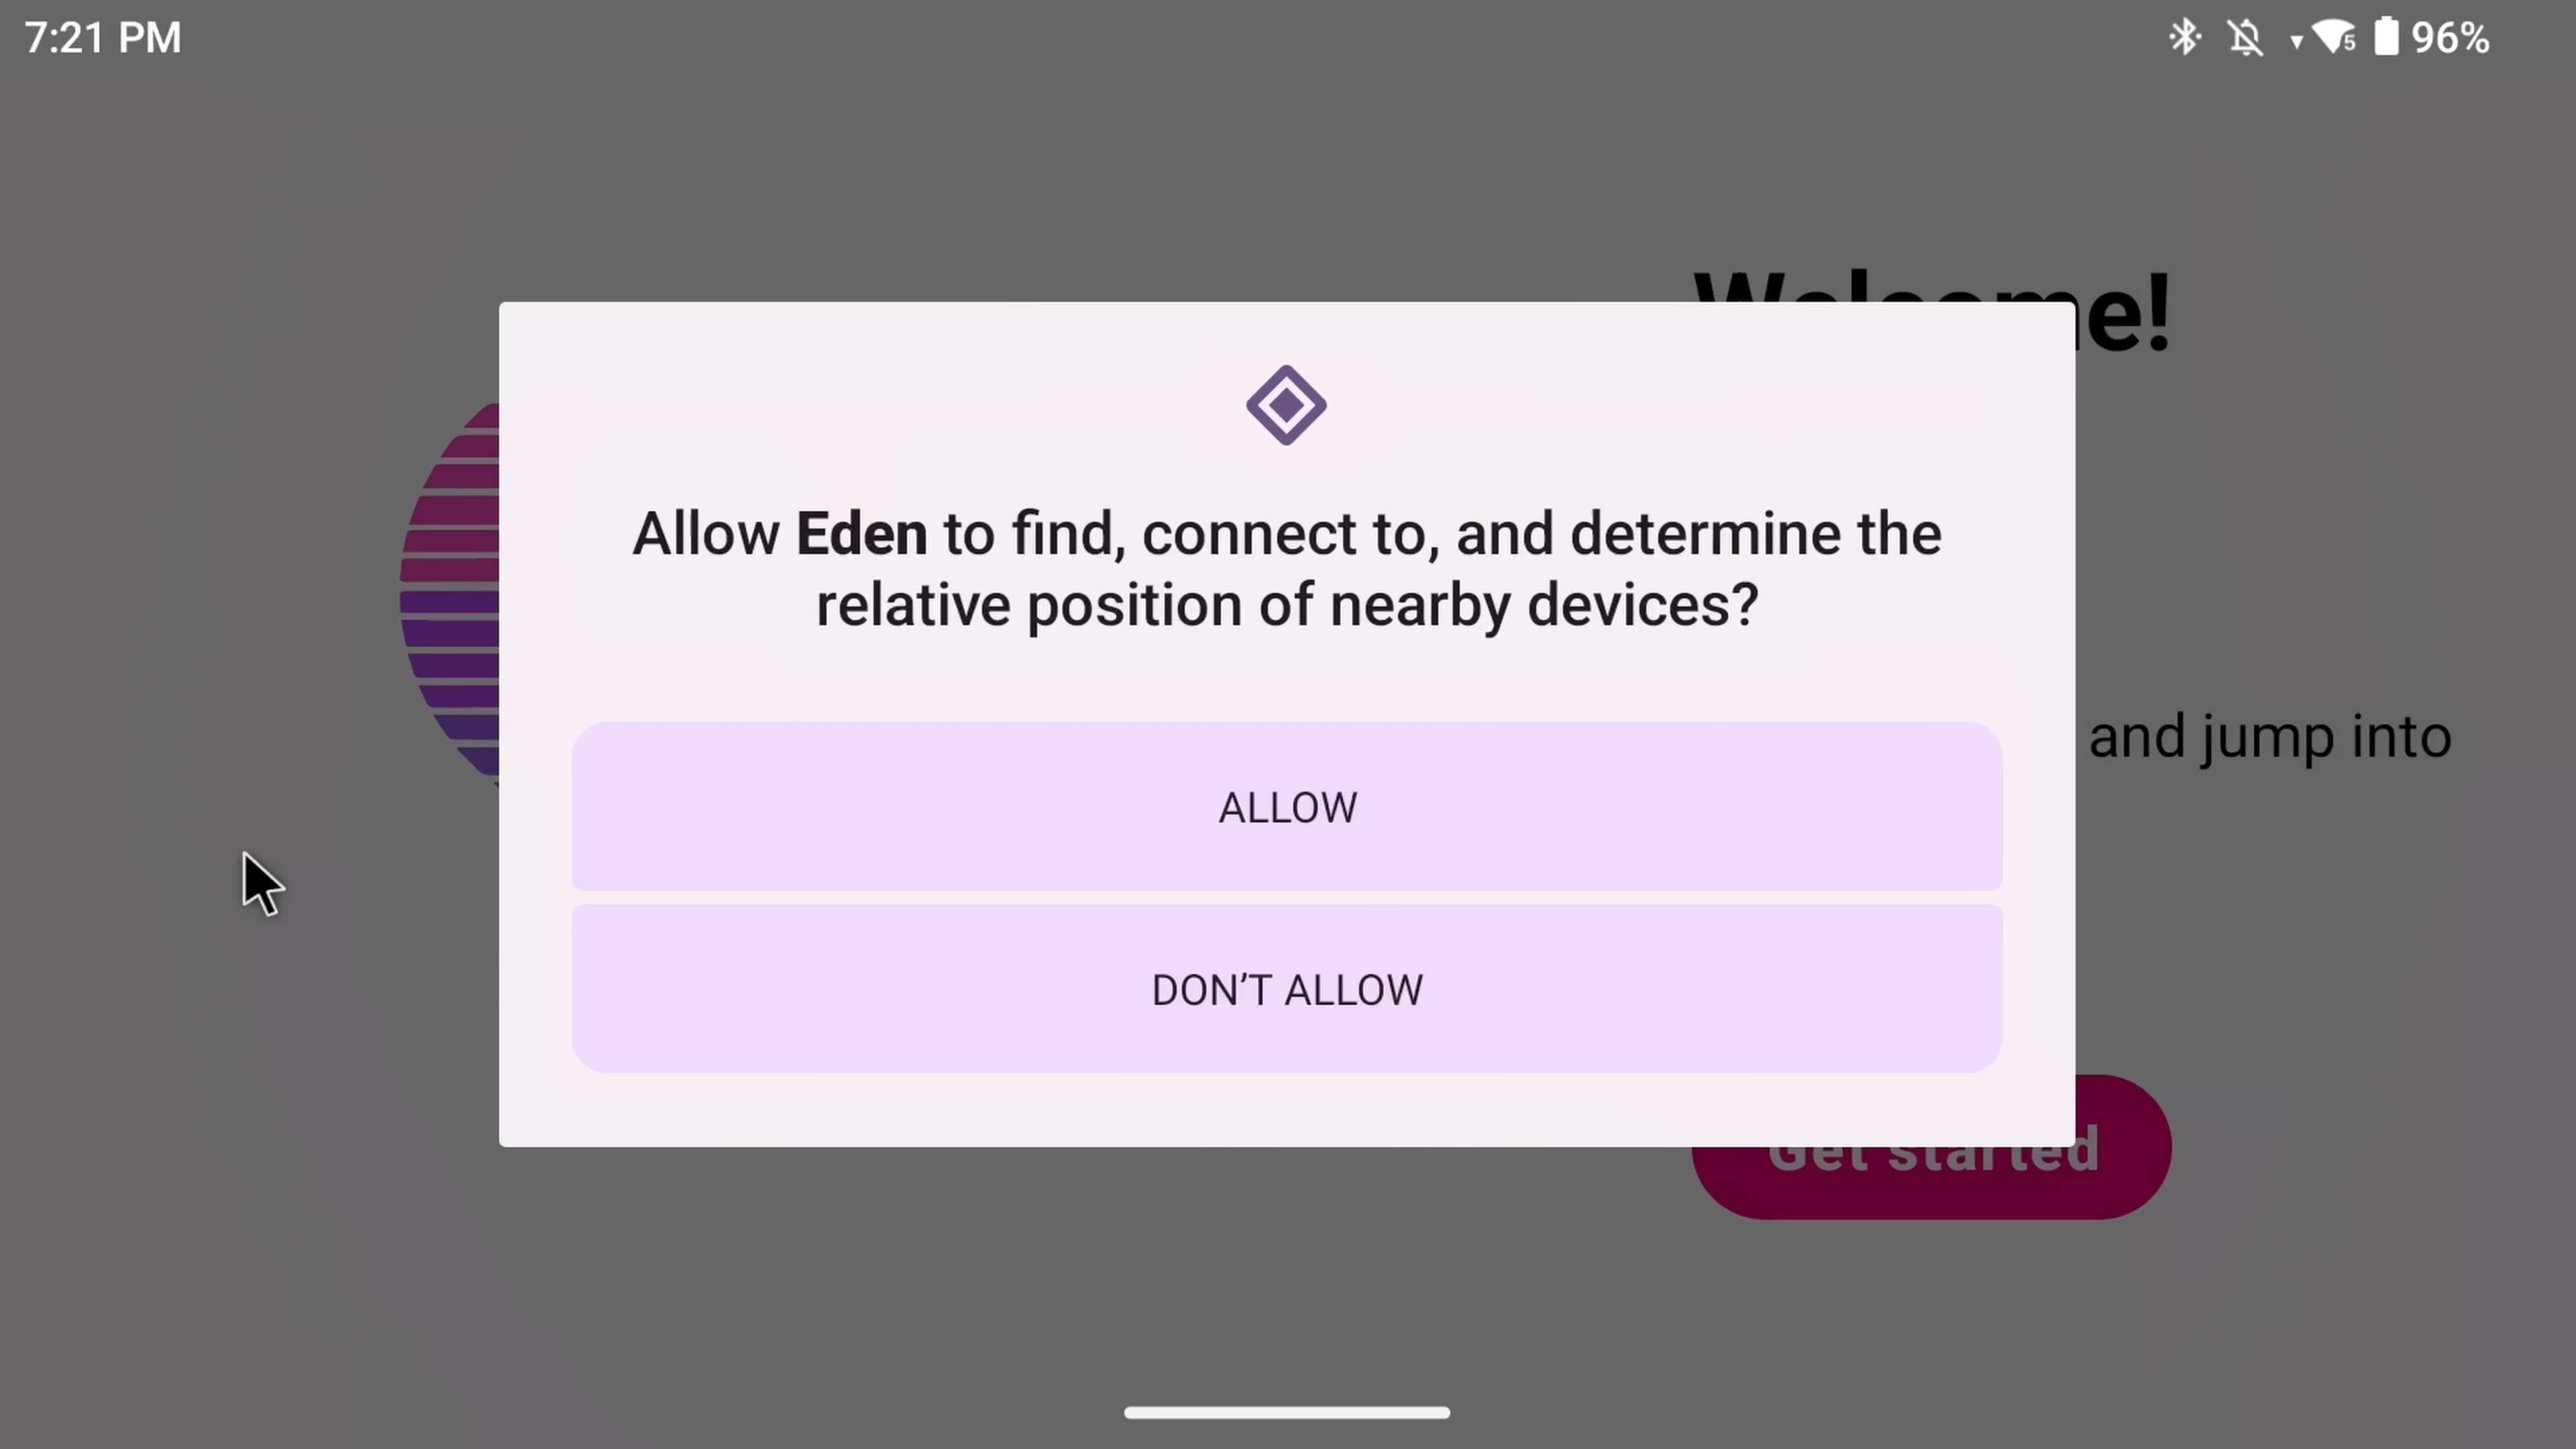 7:21 PM
5 96%
Welcome!
Allow Eden to find, connect to, and determine the
relative position of nearby devices?
and jump into
ALLOW
DON’T ALLOW
Get started